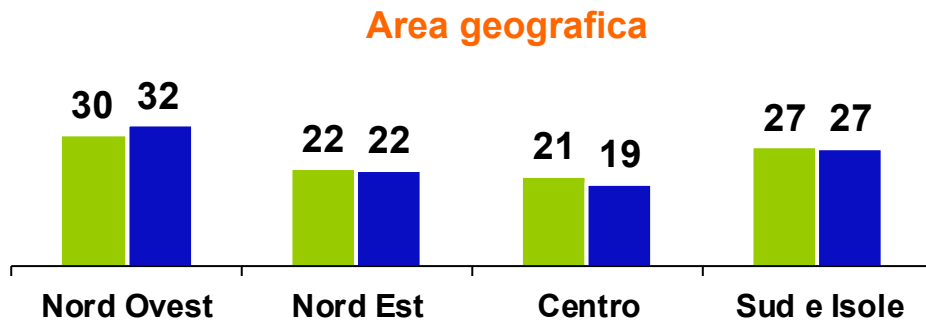 Area geografica
30 32 22 22 21 19 27 27
Nord Ovest Nord Est Centro Sud e Isole